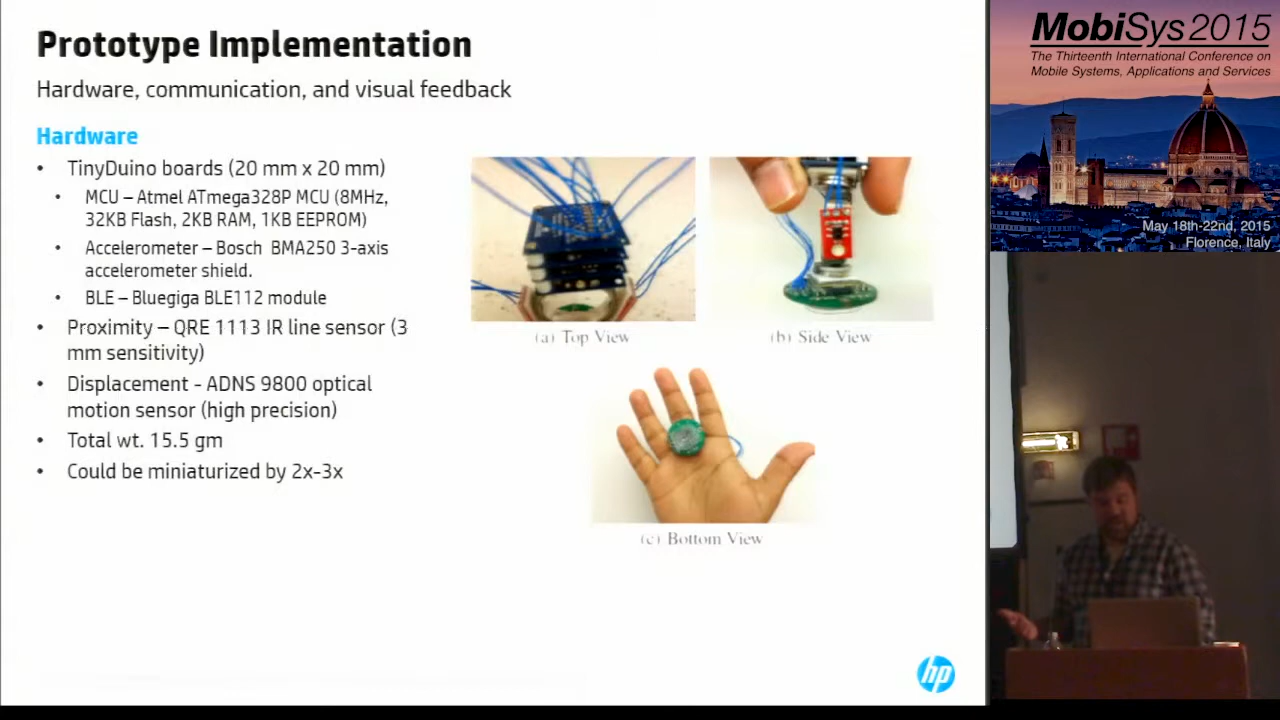 Prototype Implementation
Hardware, communication, and visual feedback
Hardware
• TinyDuino boards (20 mm x 20 mm)
• MCU – Atmel ATmega328P MCU (8MHz,
32KB Flash, 2KB RAM, 1KB EEPROM)
• Accelerometer – Bosch BMA250 3-axis
accelerometer shield.
• BLE – Bluegiga BLE112 module
• Proximity – QRE 1113 IR line sensor (3
mm sensitivity)
• Displacement - ADNS 9800 optical
motion sensor (high precision)
• Total wt. 15.5 gm
• Could be miniaturized by 2x-3x
(a) Top View
(b) Side View
(c) Bottom View
hp
MobiSys 2015
The Thirteenth International Conference on
Mobile Systems, Applications and Services
May 18th-22nd, 2015
Florence, Italy